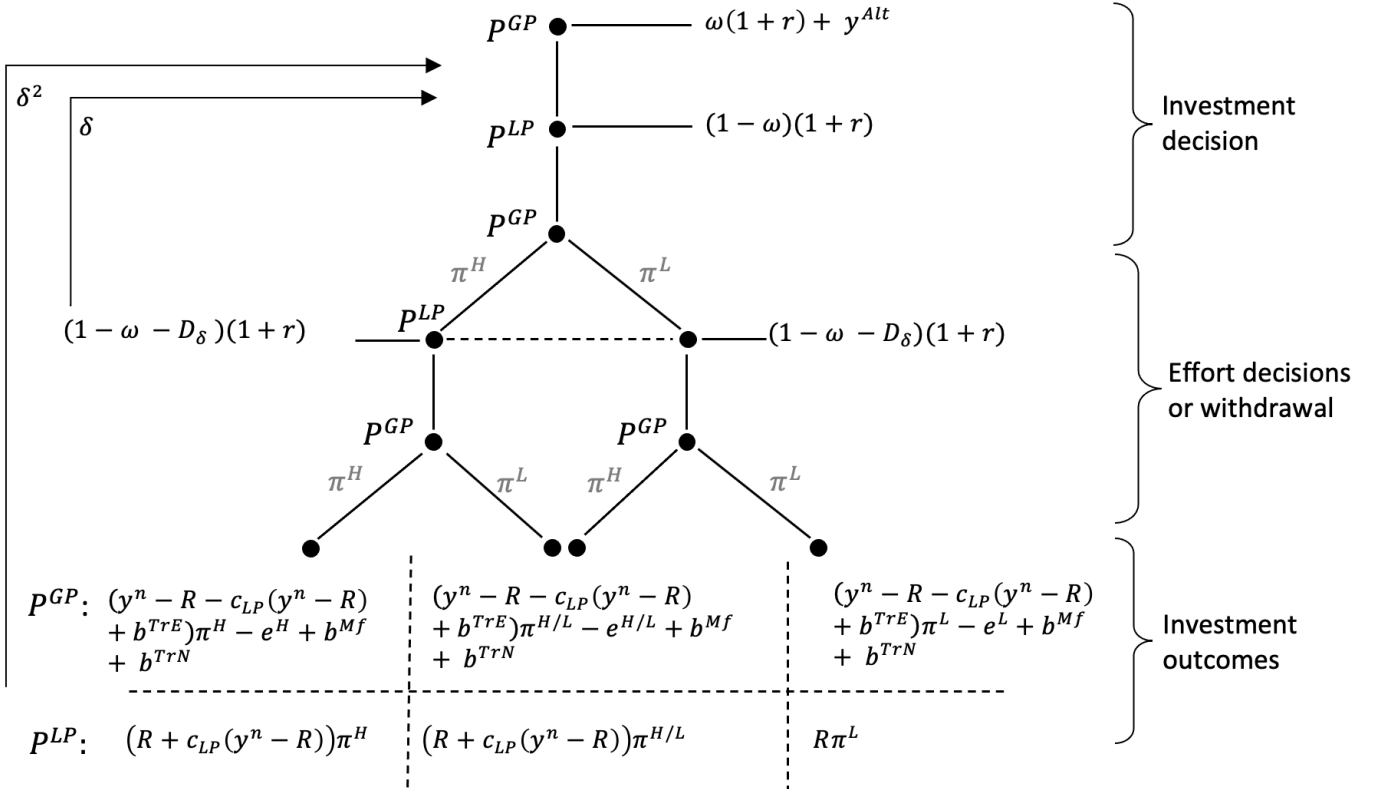 P^{GP}
ω(1 + r) + y^{Alt}
δ²
δ
P^{LP}
(1 − ω)(1 + r)
Investment
decision
P^{GP}
π^H
π^L
(1 − ω − D_δ )(1 + r)
P^{LP}
(1 − ω − D_δ)(1 + r)
Effort decisions
or withdrawal
P^{GP}
P^{GP}
π^H
π^L
π^H
π^L
P^{GP}:
(y^n − R − c_{LP}(y^n − R)
+ b^{TrE})π^H − e^H + b^{Mf}
+ b^{TrN}
(y^n − R − c_{LP}(y^n − R)
+ b^{TrE})π^{H/L} − e^{H/L} + b^{Mf}
+ b^{TrN}
(y^n − R − c_{LP}(y^n − R)
+ b^{TrE})π^L − e^L + b^{Mf}
+ b^{TrN}
Investment
outcomes
P^{LP}:
(R + c_{LP}(y^n − R))π^H
(R + c_{LP}(y^n − R))π^{H/L}
Rπ^L